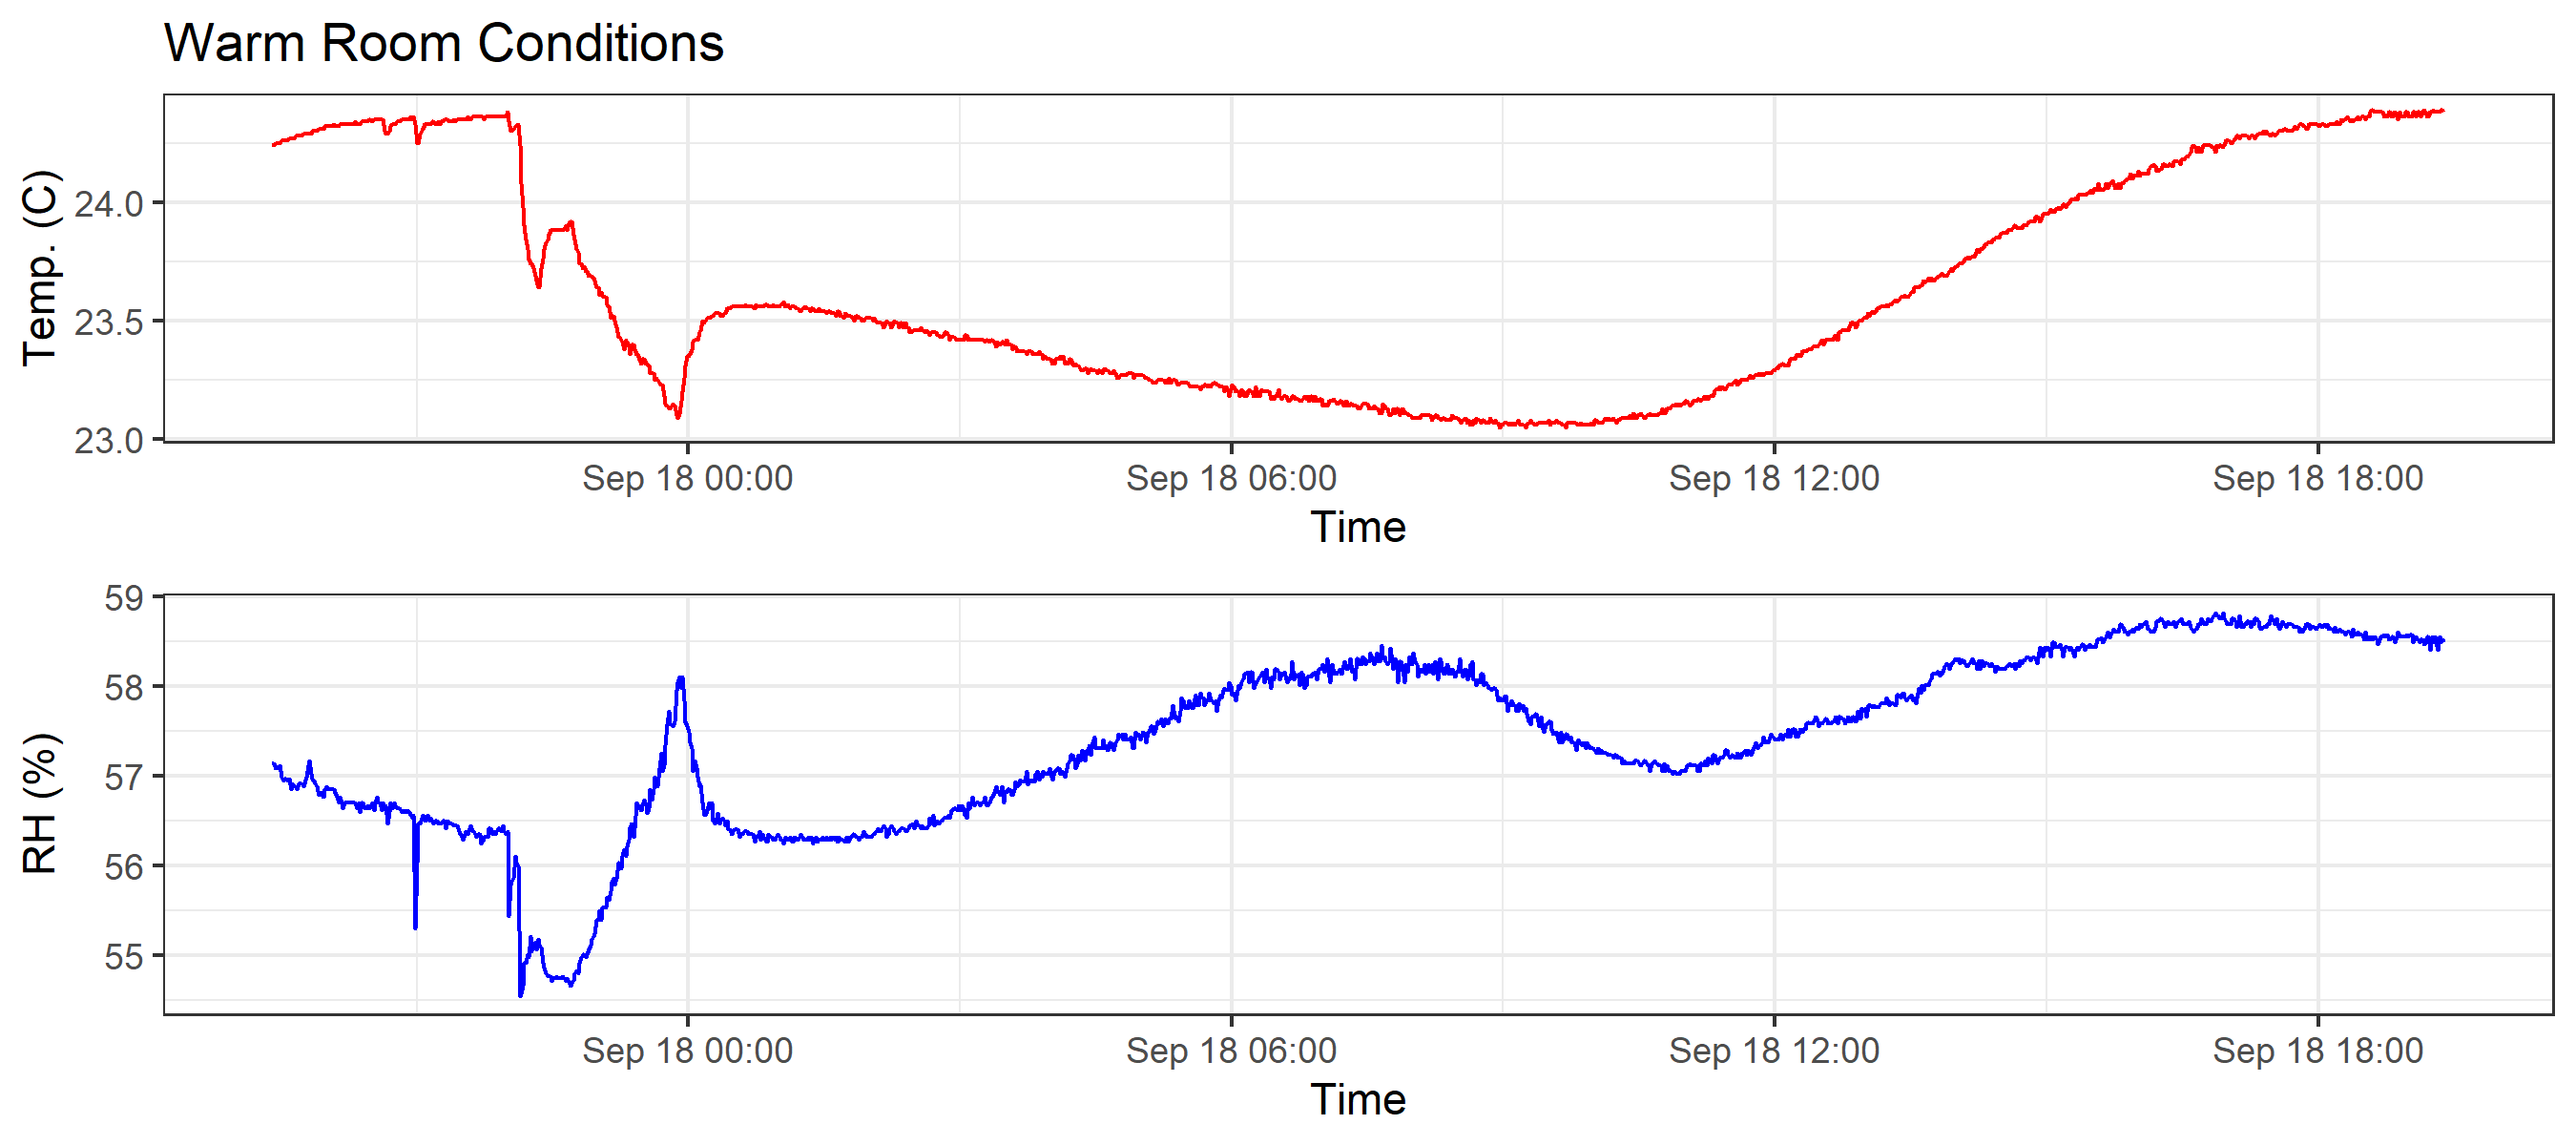 Warm Room Conditions
Temp. (C)
24.0
23.5
23.0
Sep 18 00:00 Sep 18 06:00 Sep 18 12:00 Sep 18 18:00
Time
RH (%)
59
58
57
56
55
Sep 18 00:00 Sep 18 06:00 Sep 18 12:00 Sep 18 18:00
Time